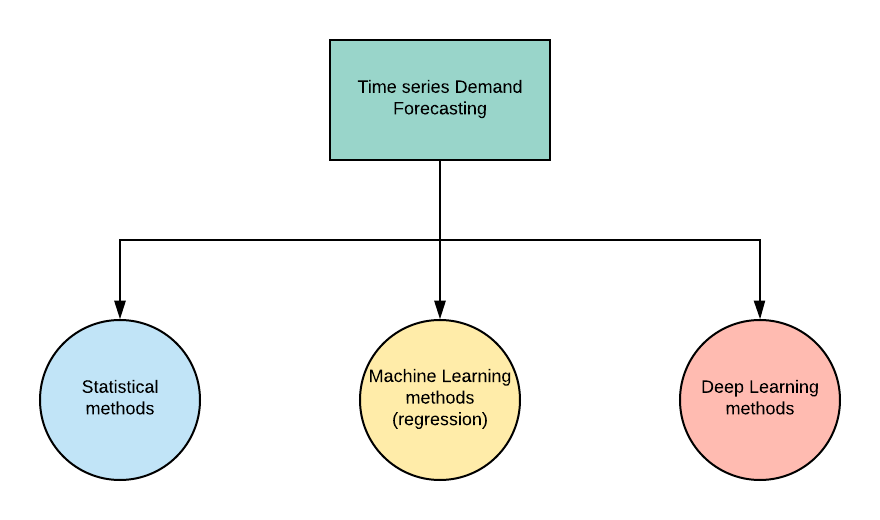 Time series Demand
Forecasting
Statistical
methods
Machine Learning
methods
(regression)
Deep Learning
methods